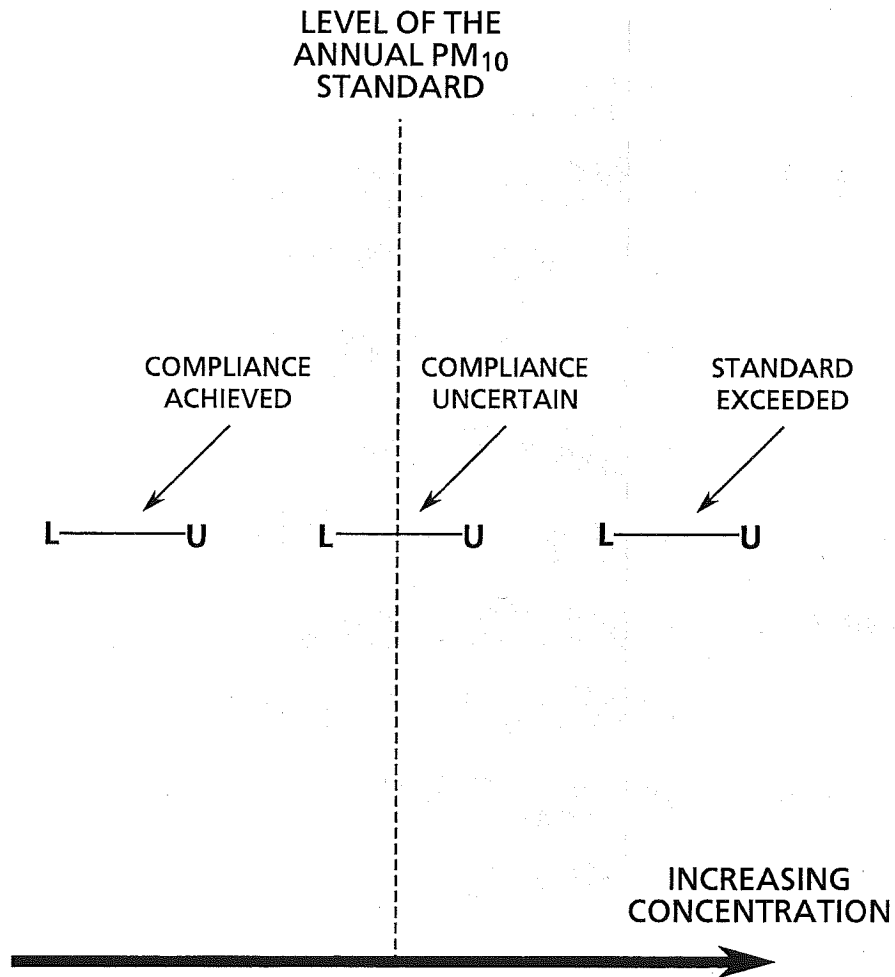 LEVEL OF THE
ANNUAL PM₁₀
STANDARD
COMPLIANCE
ACHIEVED
COMPLIANCE
UNCERTAIN
STANDARD
EXCEEDED
L U L U L U
INCREASING
CONCENTRATION